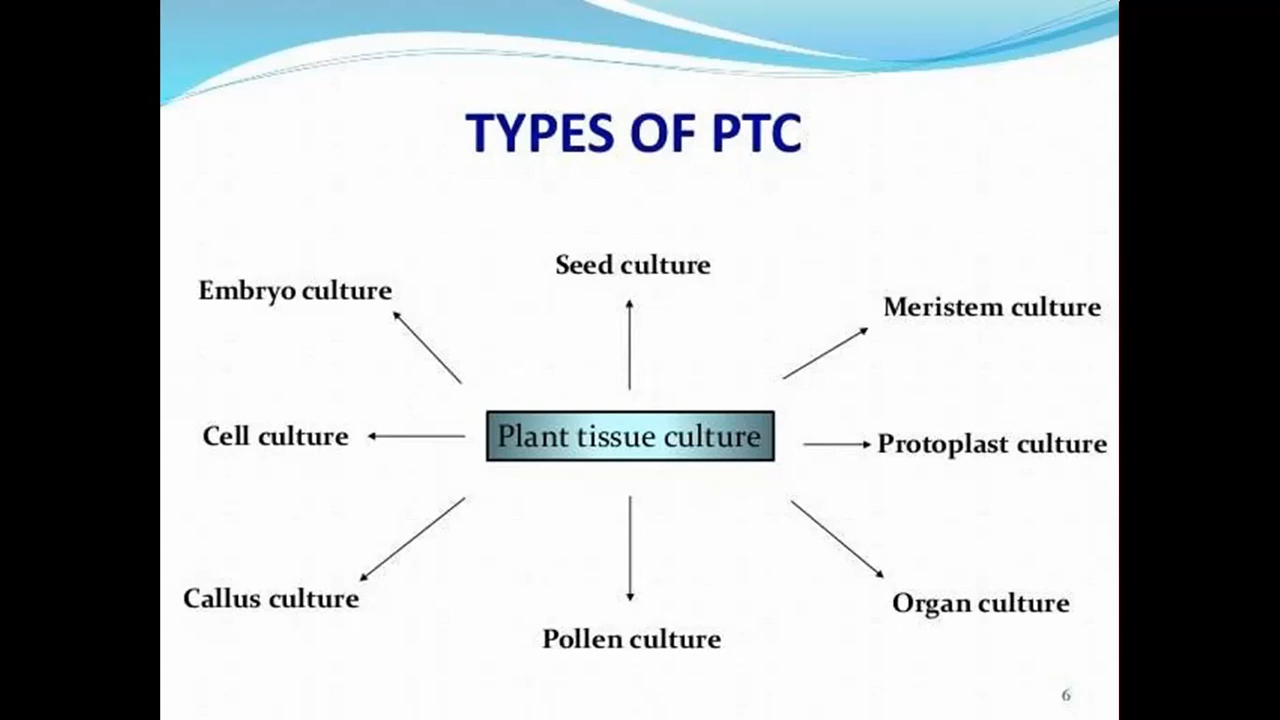 TYPES OF PTC
Seed culture
Embryo culture
Meristem culture
Cell culture
Plant tissue culture
Protoplast culture
Callus culture
Organ culture
Pollen culture
6